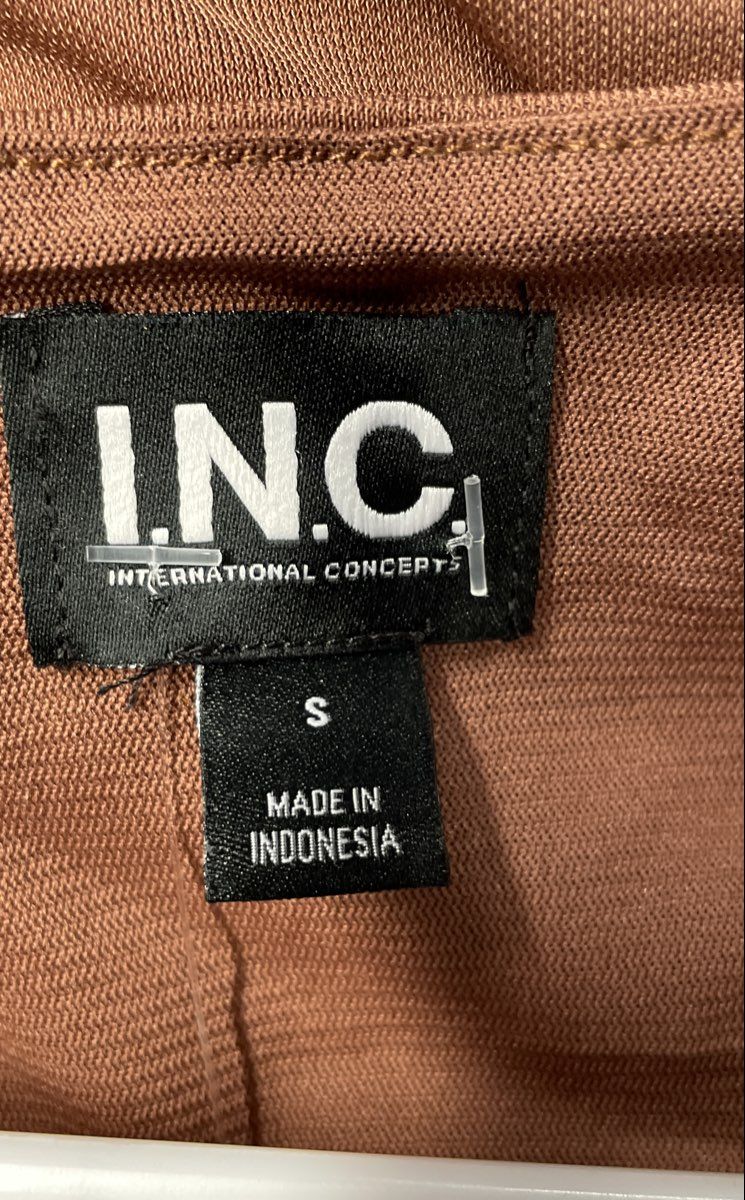 I.N.C.
INTERNATIONAL CONCEPTS
S
MADE IN
INDONESIA